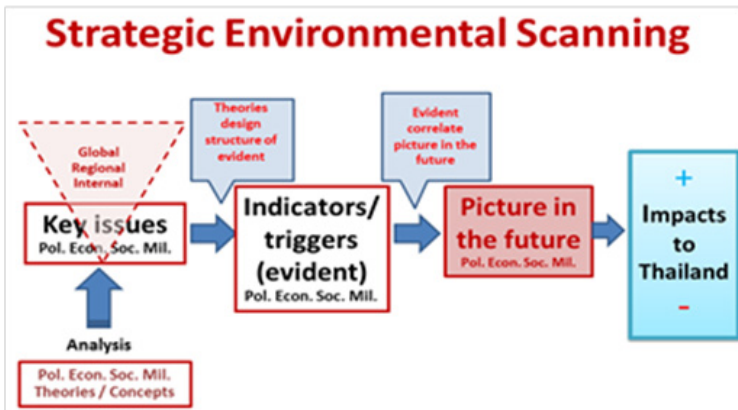 Strategic Environmental Scanning
Theories
design
structure of
evident
Evident
correlate
picture in the
future
Global
Regional
Internal
Key issues
Pol. Econ. Soc. Mil.
Indicators/
triggers
(evident)
Pol. Econ. Soc. Mil.
Picture in
the future
Pol. Econ. Soc. Mil.
+
Impacts
to
Thailand
-
Analysis
Pol. Econ. Soc. Mil.
Theories / Concepts